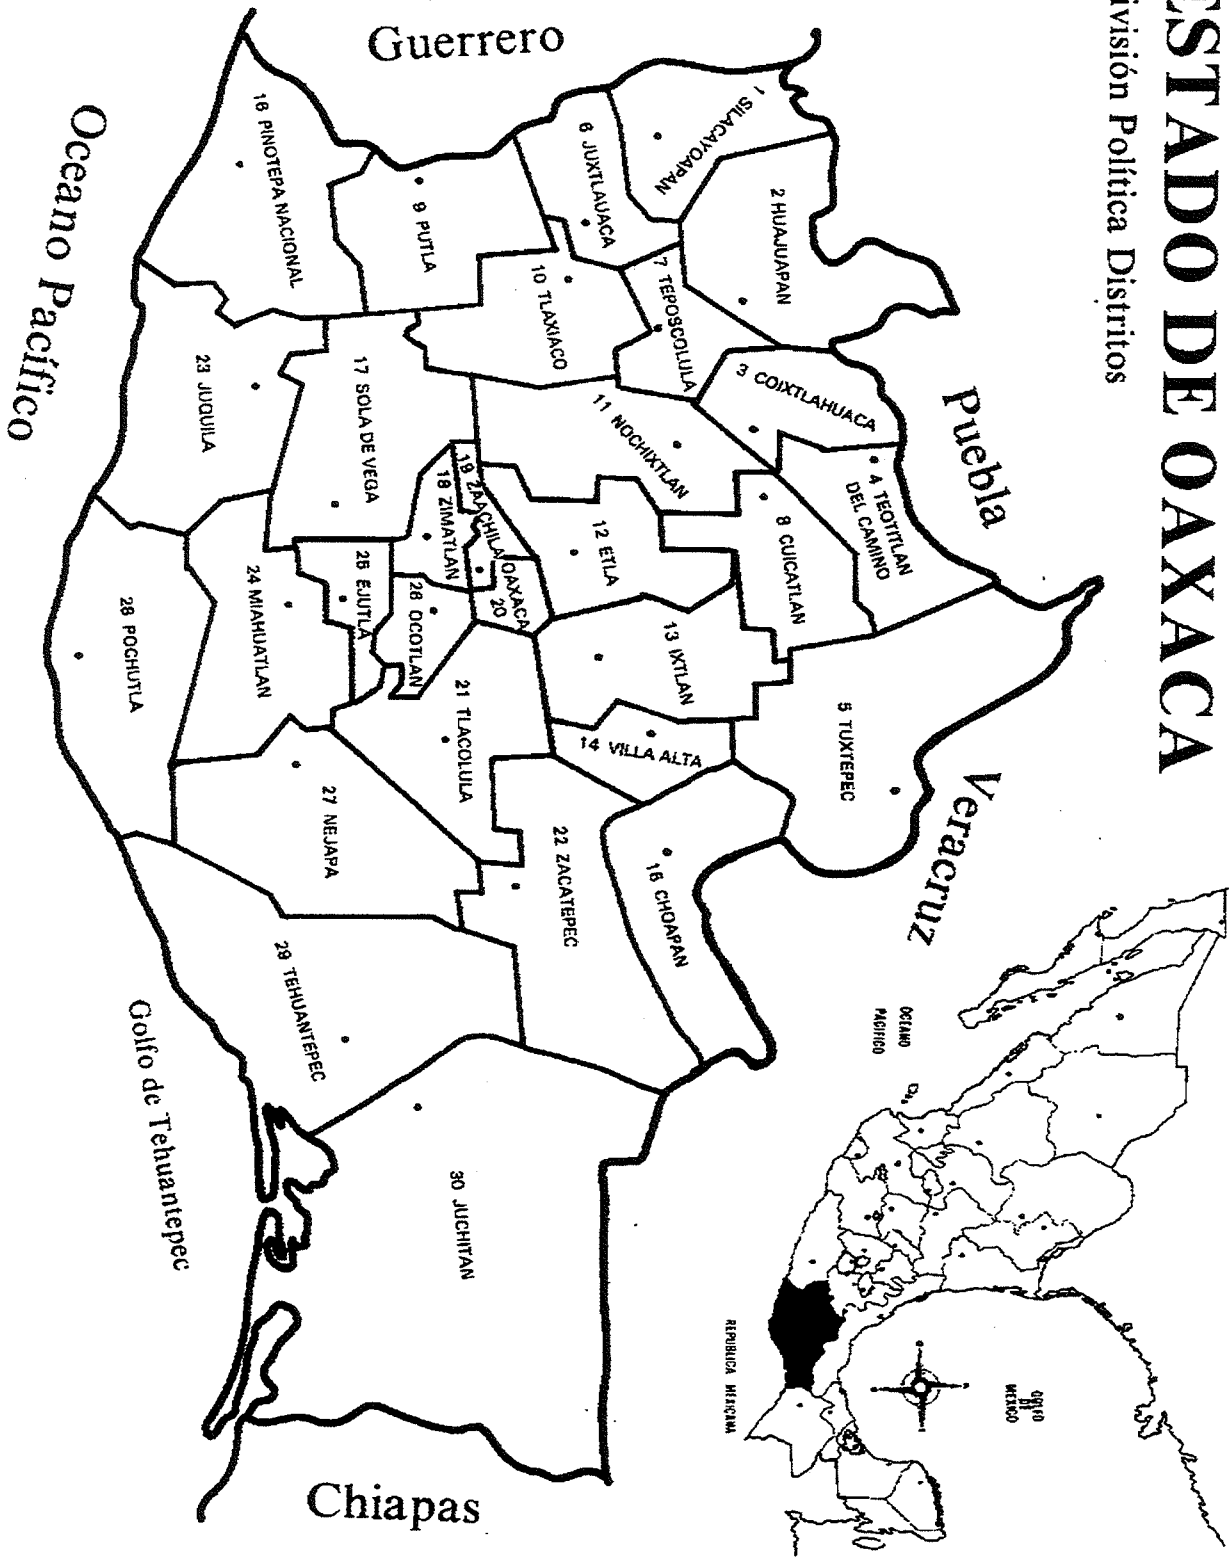 ESTADO DE OAXACA
ivisión Política Distritos
Guerrero
Puebla
Veracruz
Chiapas
Oceano Pacífico
Golfo de Tehuantepec
1 SILACAYOAPAN
2 HUAJUAPAN
3 COIXTLAHUACA
4 TEOTITLAN
DEL CAMINO
5 TUXTEPEC
6 JUXTLAUACA
7 TEPOSCOLULA
8 CUICATLAN
9 PUTLA
10 TLAXIACO
11 NOCHIXTLAN
12 ETLA
13 IXTLAN
14 VILLA ALTA
16 CHOAPAN
16 PINOTEPA NACIONAL
17 SOLA DE VEGA
18 ZIMATLAN
19 ZAACHILA
OAXACA
20
21 TLACOLULA
22 ZACATEPEC
23 JUQUILA
24 MIAHUATLAN
25 EJUTLA
26 OCOTLAN
27 NEJAPA
28 POCHUTLA
29 TEHUANTEPEC
30 JUCHITAN
OCEANO
PACIFICO
GOLFO
DE
MEXICO
REPUBLICA MEXICANA